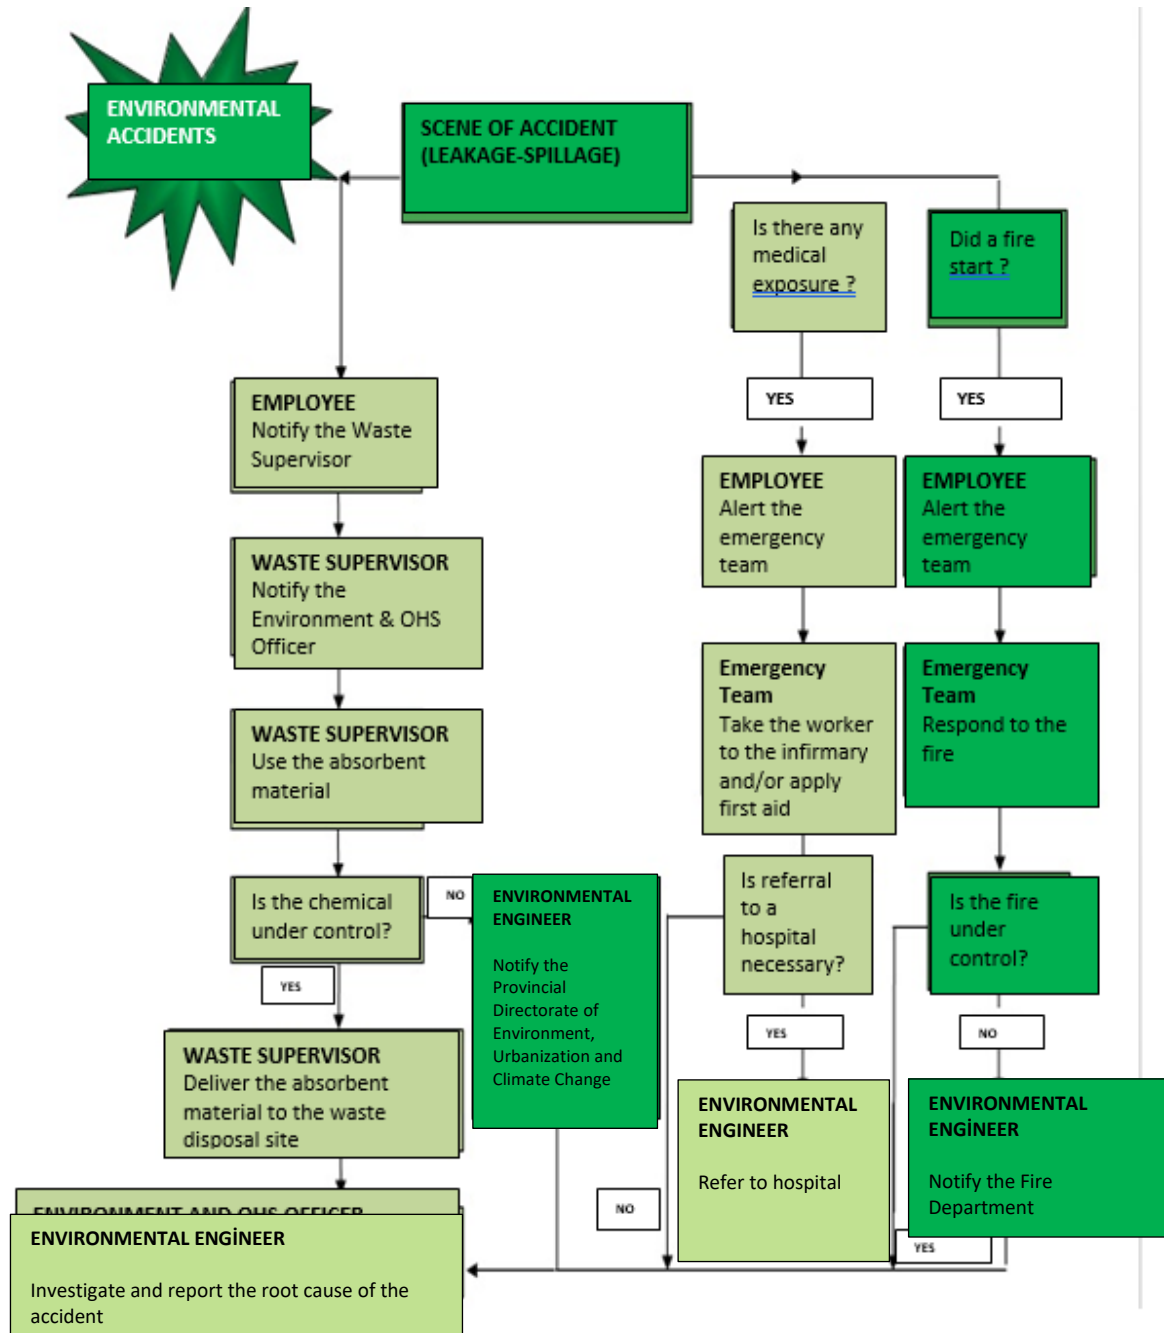 ENVIRONMENTAL
ACCIDENTS
SCENE OF ACCIDENT
(LEAKAGE-SPILLAGE)
Is there any
medical
exposure ?
Did a fire
start ?
YES
YES
EMPLOYEE
Notify the Waste
Supervisor
EMPLOYEE
Alert the
emergency
team
EMPLOYEE
Alert the
emergency
team
WASTE SUPERVISOR
Notify the
Environment & OHS
Officer
Emergency
Team
Take the worker
to the infirmary
and/or apply
first aid
Emergency
Team
Respond to the
fire
WASTE SUPERVISOR
Use the absorbent
material
Is the chemical
under control?
NO
YES
ENVIRONMENTAL
ENGINEER
Notify the
Provincial
Directorate of
Environment,
Urbanization and
Climate Change
Is referral
to a
hospital
necessary?
Is the fire
under
control?
YES
NO
WASTE SUPERVISOR
Deliver the absorbent
material to the waste
disposal site
ENVIRONMENTAL
ENGINEER
Refer to hospital
ENVIRONMENTAL
ENGİNEER
Notify the Fire
Department
NO
YES
ENVIRONMENT AND OHS OFFICER
ENVIRONMENTAL ENGİNEER
Investigate and report the root cause of the
accident